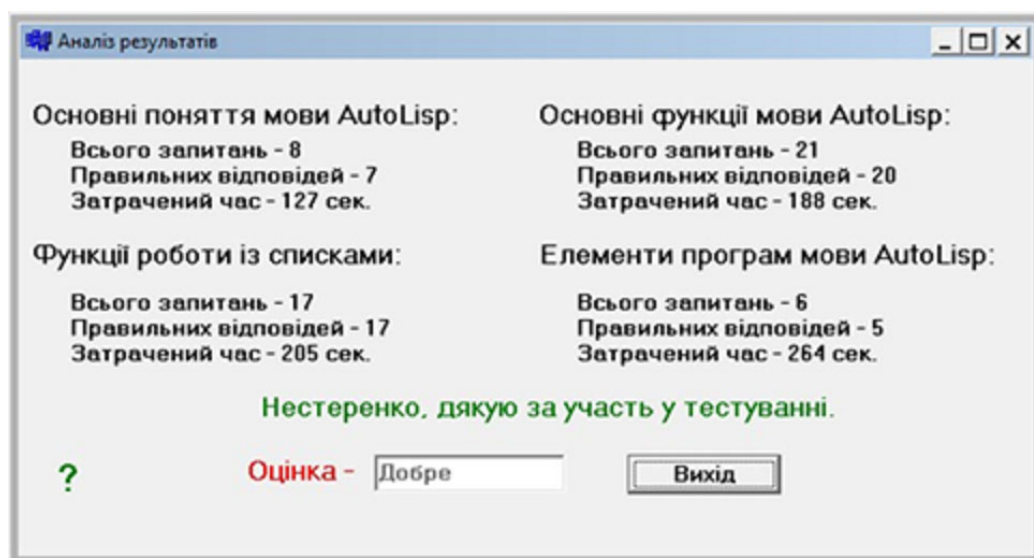 Аналіз результатів
Основні поняття мови AutoLisp:
Всього запитань - 8
Правильних відповідей - 7
Затрачений час - 127 сек.
Основні функції мови AutoLisp:
Всього запитань - 21
Правильних відповідей - 20
Затрачений час - 188 сек.
Функції роботи із списками:
Всього запитань - 17
Правильних відповідей - 17
Затрачений час - 205 сек.
Елементи програм мови AutoLisp:
Всього запитань - 6
Правильних відповідей - 5
Затрачений час - 264 сек.
Нестеренко, дякую за участь у тестуванні.
?
Оцінка - Добре
Вихід